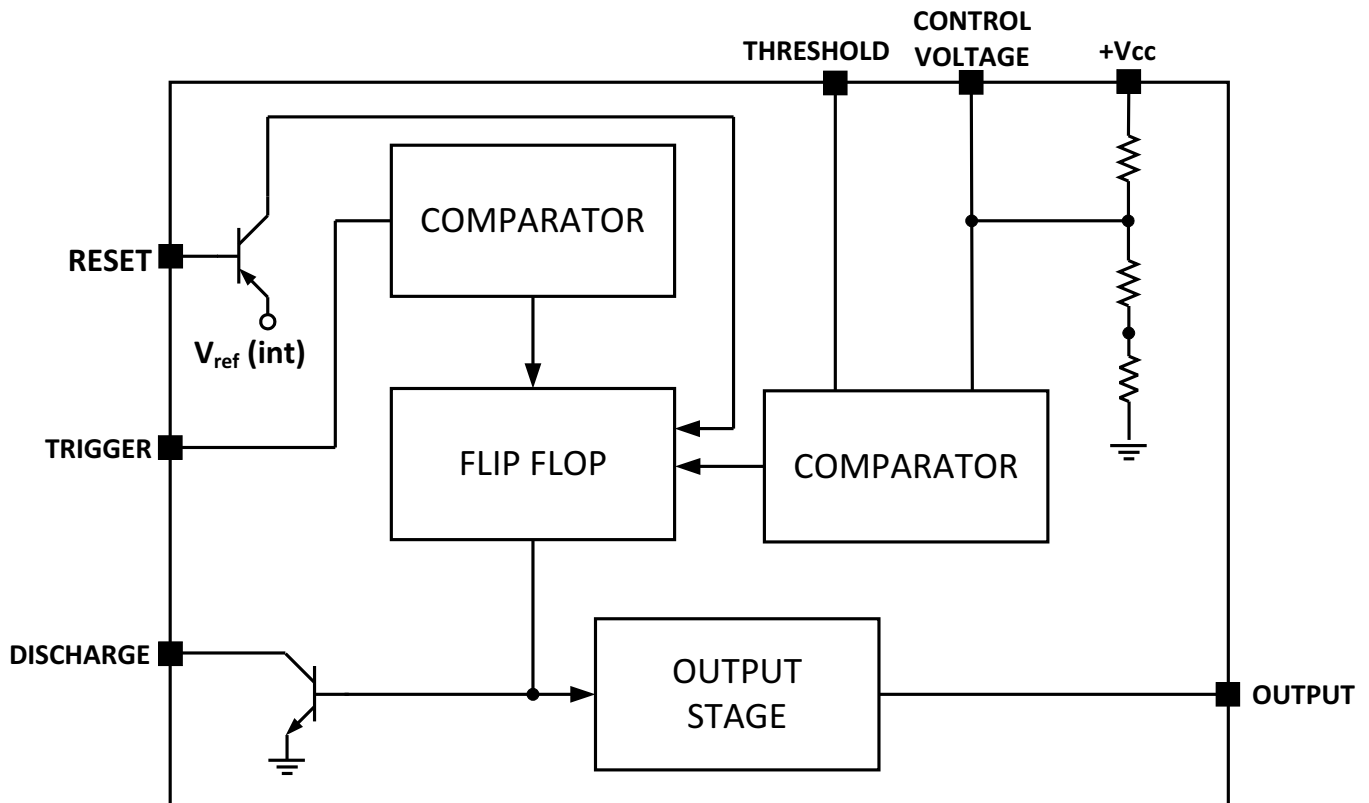 CONTROL
VOLTAGE
THRESHOLD
+Vcc
COMPARATOR
RESET
Vref (int)
TRIGGER
FLIP FLOP
COMPARATOR
DISCHARGE
OUTPUT
STAGE
OUTPUT